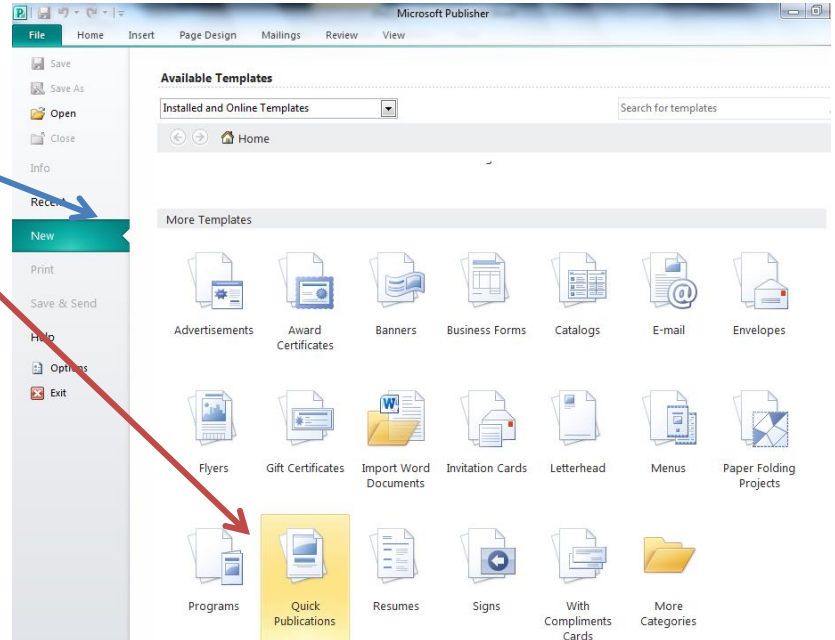 Microsoft Publisher
File Home Insert Page Design Mailings Review View
Save
Save As
Open
Close
Info
Recent
New
Print
Save & Send
Help
Options
Exit
Available Templates
Installed and Online Templates
Search for templates
Home
More Templates
Advertisements
Award
Certificates
Banners
Business Forms
Catalogs
E-mail
Envelopes
Flyers
Gift Certificates
Import Word
Documents
Invitation Cards
Letterhead
Menus
Paper Folding
Projects
Programs
Quick
Publications
Resumes
Signs
With
Compliments
Cards
More
Categories